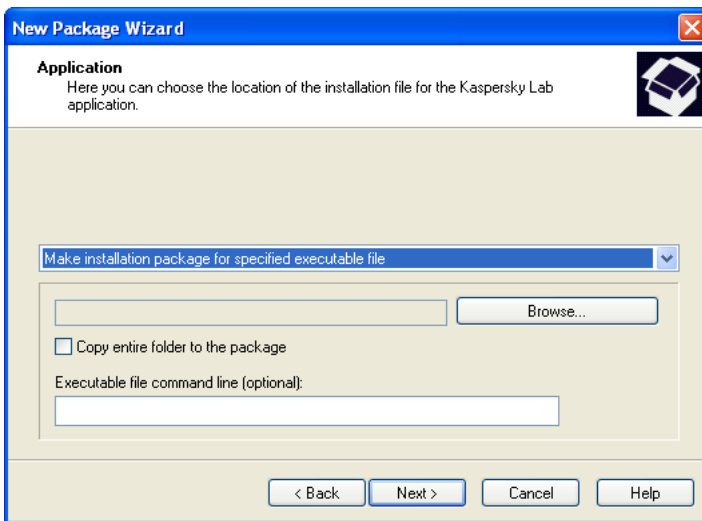 New Package Wizard
Application
Here you can choose the location of the installation file for the Kaspersky Lab
application.
Make installation package for specified executable file
Browse...
Copy entire folder to the package
Executable file command line (optional):
< Back Next > Cancel Help